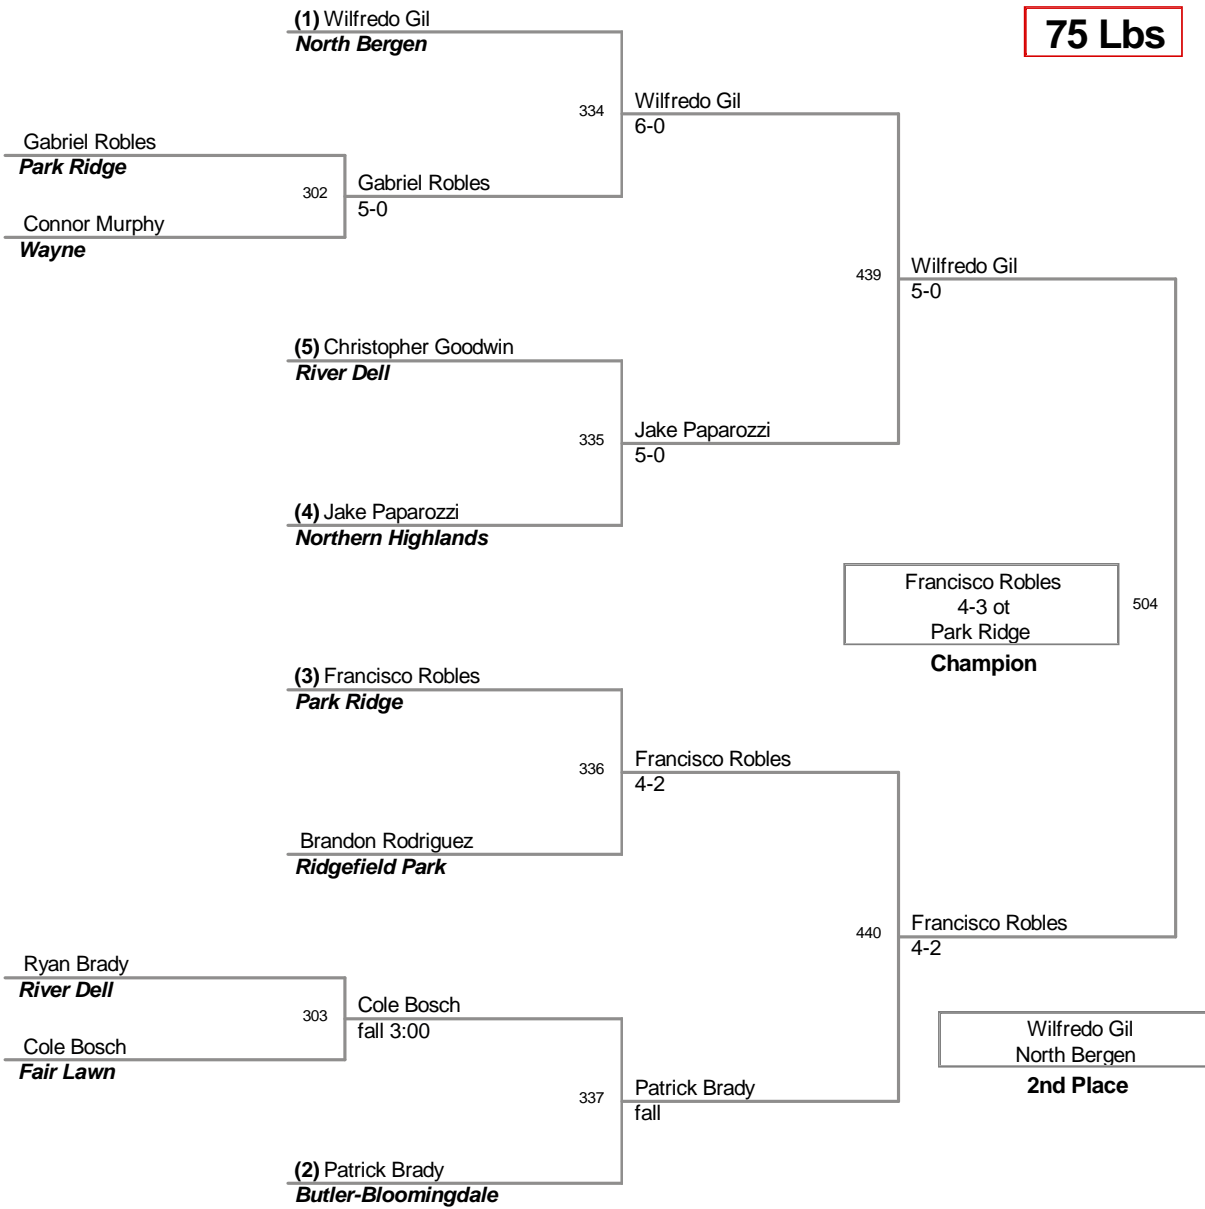 (1) Wilfredo Gil
North Bergen
75 Lbs
334
Wilfredo Gil
6-0
Gabriel Robles
Park Ridge
302
Gabriel Robles
5-0
Connor Murphy
Wayne
439
Wilfredo Gil
5-0
(5) Christopher Goodwin
River Dell
335
Jake Paparozzi
5-0
(4) Jake Paparozzi
Northern Highlands
Francisco Robles
4-3 ot
Park Ridge
504
Champion
(3) Francisco Robles
Park Ridge
336
Francisco Robles
4-2
Brandon Rodriguez
Ridgefield Park
440
Francisco Robles
4-2
Ryan Brady
River Dell
303
Cole Bosch
fall 3:00
Cole Bosch
Fair Lawn
Wilfredo Gil
North Bergen
2nd Place
337
Patrick Brady
fall
(2) Patrick Brady
Butler-Bloomingdale